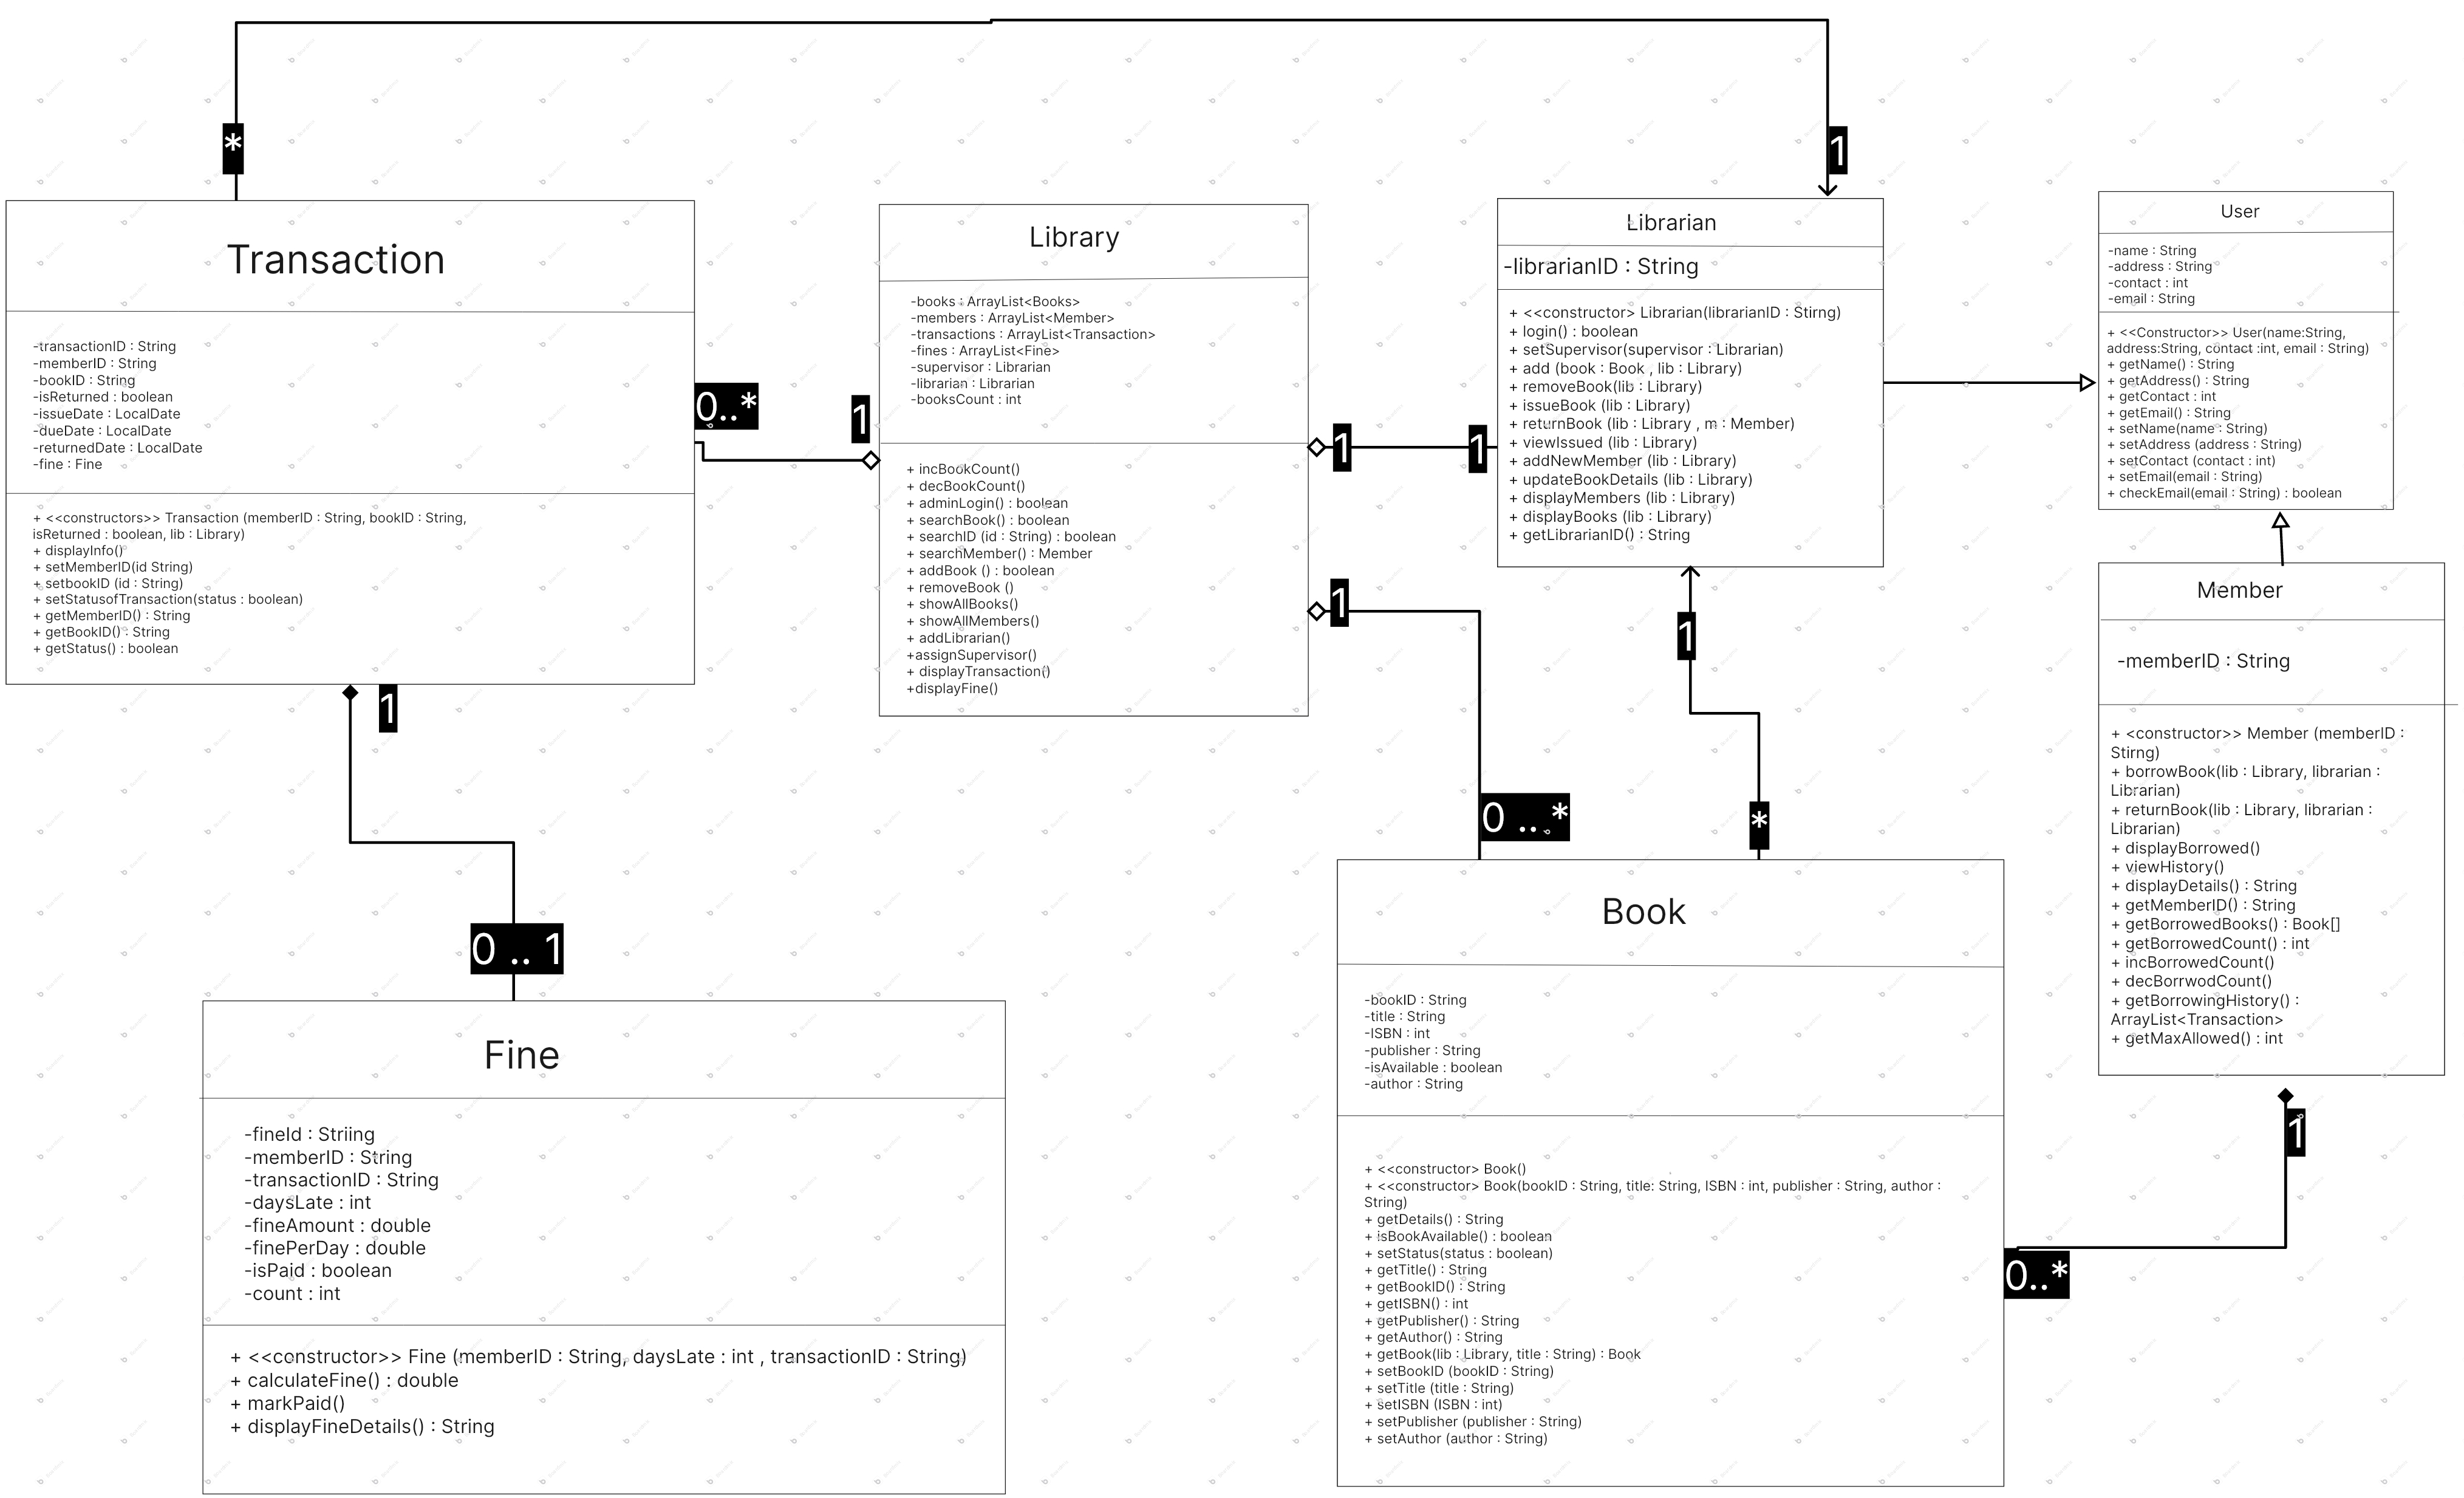 *
1
Transaction
-transactionID : String
-memberID : String
-bookID : String
-isReturned : boolean
-issueDate : LocalDate
-dueDate : LocalDate
-returnedDate : LocalDate
-fine : Fine
+ <<constructors>> Transaction (memberID : String, bookID : String,
isReturned : boolean, lib : Library)
+ displayInfo()
+ setMemberID(id String)
+ setbookID (id : String)
+ setStatusofTransaction(status : boolean)
+ getMemberID() : String
+ getBookID() : String
+ getStatus() : boolean
0..*
1
Library
-books : ArrayList<Books>
-members : ArrayList<Member>
-transactions : ArrayList<Transaction>
-fines : ArrayList<Fine>
-supervisor : Librarian
-librarian : Librarian
-booksCount : int
+ incBookCount()
+ decBookCount()
+ adminLogin() : boolean
+ searchBook() : boolean
+ searchID (id : String) : boolean
+ searchMember() : Member
+ addBook () : boolean
+ removeBook ()
+ showAllBooks()
+ showAllMembers()
+ addLibrarian()
+assignSupervisor()
+ displayTransaction()
+displayFine()
1
1
1
0 .. *
Librarian
-librarianID : String
+ <<constructor> Librarian(librarianID : Stirng)
+ login() : boolean
+ setSupervisor(supervisor : Librarian)
+ add (book : Book , lib : Library)
+ removeBook(lib : Library)
+ issueBook (lib : Library)
+ returnBook (lib : Library , m : Member)
+ viewIssued (lib : Library)
+ addNewMember (lib : Library)
+ updateBookDetails (lib : Library)
+ displayMembers (lib : Library)
+ displayBooks (lib : Library)
+ getLibrarianID() : String
1
*
User
-name : String
-address : String
-contact : int
-email : String
+ <<Constructor>> User(name:String,
address:String, contact :int, email : String)
+ getName() : String
+ getAddress() : String
+ getContact : int
+ getEmail() : String
+ setName(name : String)
+ setAddress (address : String)
+ setContact (contact : int)
+ setEmail(email : String)
+ checkEmail(email : String) : boolean
Member
-memberID : String
+ <constructor>> Member (memberID :
Stirng)
+ borrowBook(lib : Library, librarian :
Librarian)
+ returnBook(lib : Library, librarian :
Librarian)
+ displayBorrowed()
+ viewHistory()
+ displayDetails() : String
+ getMemberID() : String
+ getBorrowedBooks() : Book[]
+ getBorrowedCount() : int
+ incBorrowedCount()
+ decBorrwodCount()
+ getBorrowingHistory() :
ArrayList<Transaction>
+ getMaxAllowed() : int
1
0..*
1
0 .. 1
Fine
-fineId : Striing
-memberID : String
-transactionID : String
-daysLate : int
-fineAmount : double
-finePerDay : double
-isPaid : boolean
-count : int
+ <<constructor>> Fine (memberID : String, daysLate : int , transactionID : String)
+ calculateFine() : double
+ markPaid()
+ displayFineDetails() : String
Book
-bookID : String
-title : String
-ISBN : int
-publisher : String
-isAvailable : boolean
-author : String
+ <<constructor> Book()
+ <<constructor> Book(bookID : String, title: String, ISBN : int, publisher : String, author :
String)
+ getDetails() : String
+ isBookAvailable() : boolean
+ setStatus(status : boolean)
+ getTitle() : String
+ getBookID() : String
+ getISBN() : int
+ getPublisher() : String
+ getAuthor() : String
+ getBook(lib : Library, title : String) : Book
+ setBookID (bookID : String)
+ setTitle (title : String)
+ setISBN (ISBN : int)
+ setPublisher (publisher : String)
+ setAuthor (author : String)